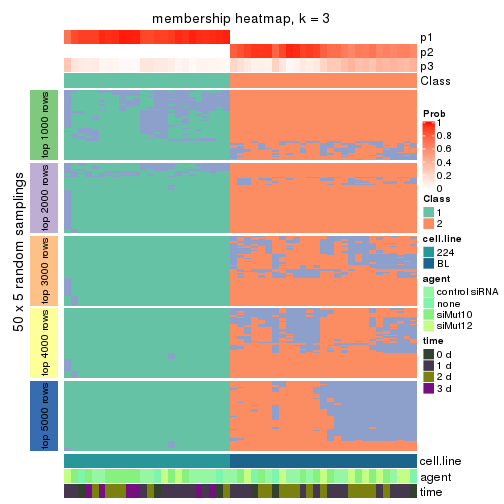 membership heatmap, k = 3
p1
p2
p3
Class
50 x 5 random samplings
top 1000 rows
top 2000 rows
top 3000 rows
top 4000 rows
top 5000 rows
cell.line
agent
time
Prob
1
0.8
0.6
0.4
0.2
0
Class
1
2
cell.line
224
BL
agent
control siRNA
none
siMut10
siMut12
time
0 d
1 d
2 d
3 d